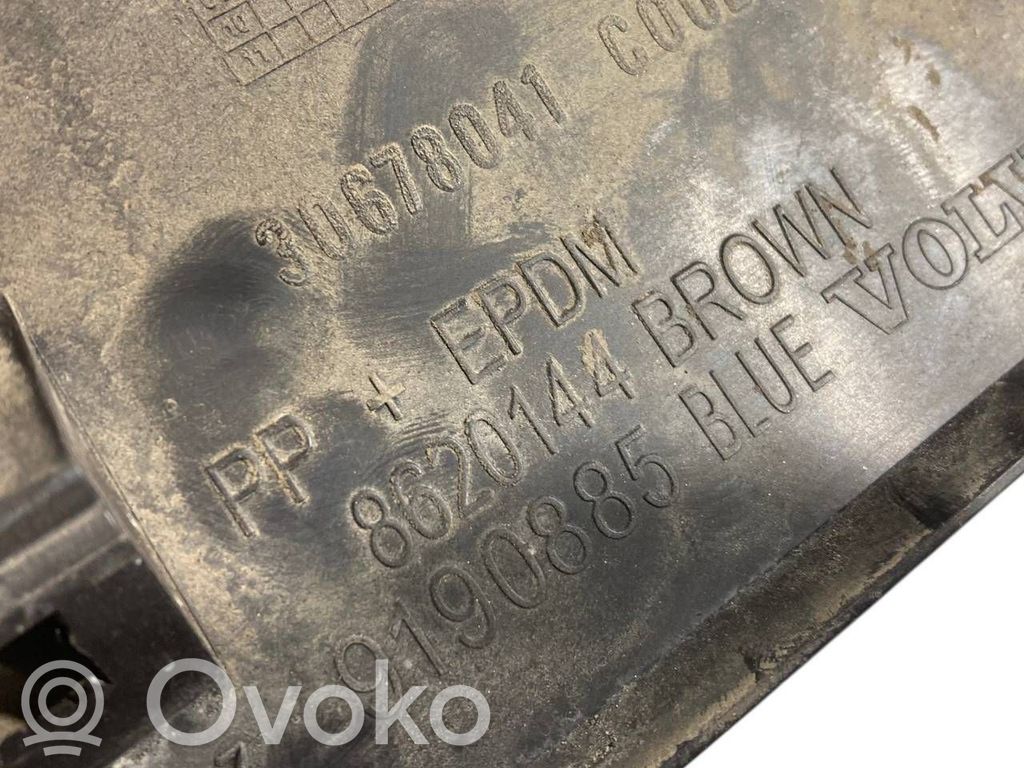 30678041
PP + EPDM
8620144 BROWN
9190885 BLUE
Ovoko